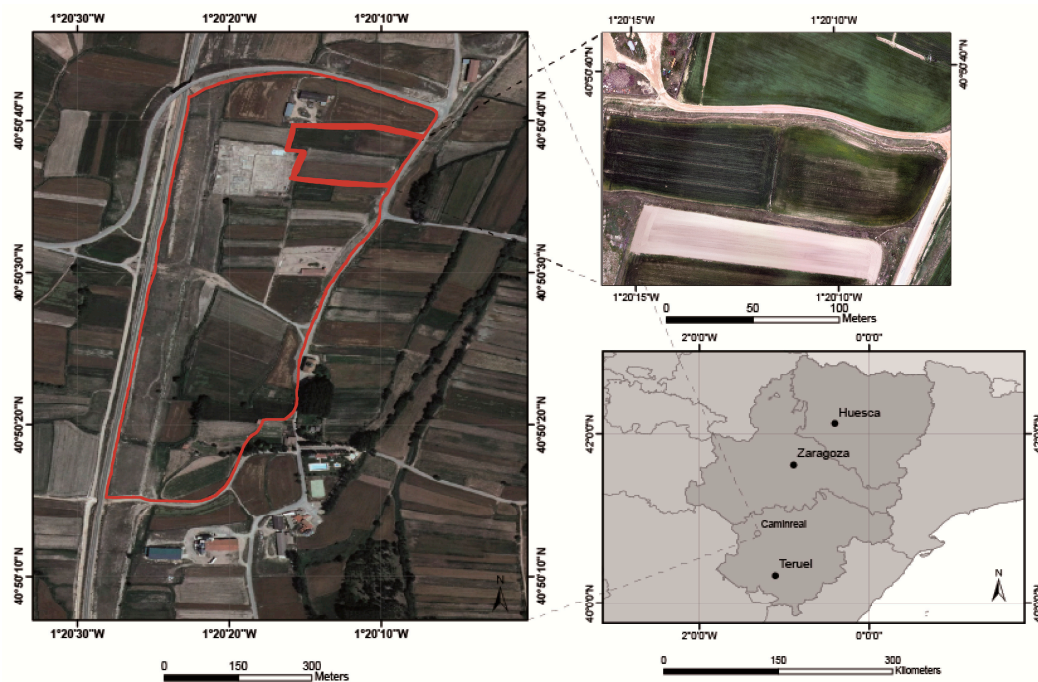 1°20'30"W 1°20'20"W 1°20'10"W
40°50'40"N 40°50'40"N
40°50'30"N 40°50'30"N
40°50'20"N 40°50'20"N
40°50'10"N 40°50'10"N
N
1°20'30"W 1°20'20"W 1°20'10"W
0 150 300
Meters
1°20'15"W 1°20'10"W
40°50'40"N 40°50'40"N
1°20'15"W 1°20'10"W
0 50 100
Meters
2°0'0"W 0°0'0"
Huesca
42°0'0"N
Zaragoza
Caminreal
Teruel
N
40°0'0"N
2°0'0"W 0°0'0"
0 150 300
Kilometers